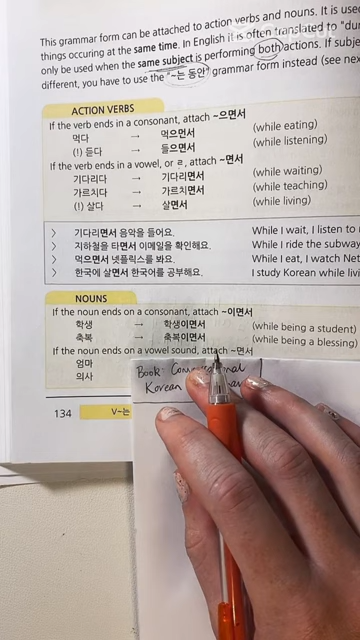 This grammar form can be attached to action verbs and nouns. It is used
things occuring at the same time. In English it is often translated to "du
only be used when the same subject is performing both actions. If subj
different, you have to use the "~는 동안" grammar form instead (see nex
ACTION VERBS
If the verb ends in a consonant, attach ~으면서
먹다 → 먹으면서 (while eating)
(!) 듣다 → 들으면서 (while listening)
If the verb ends in a vowel, or ㄹ, attach ~면서
기다리다 → 기다리면서 (while waiting)
가르치다 → 가르치면서 (while teaching)
(!) 살다 → 살면서 (while living)
> 기다리면서 음악을 들어요. While I wait, I listen to
> 지하철을 타면서 이메일을 확인해요. While I ride the subway
> 먹으면서 넷플릭스를 봐요. While I eat, I watch Net
> 한국에 살면서 한국어를 공부해요. I study Korean while livi
NOUNS
If the noun ends on a consonant, attach ~이면서
학생 → 학생이면서 (while being a student)
축복 → 축복이면서 (while being a blessing)
If the noun ends on a vowel sound, attach ~면서
엄마
의사
134 V~는
Book: Conversational
Korean